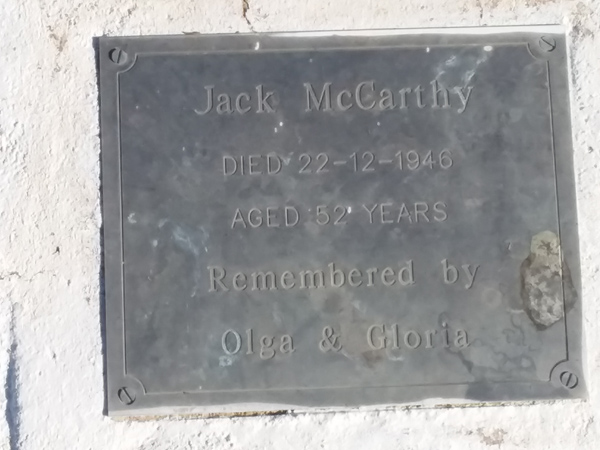 Jack McCarthy
DIED 22-12-1946
AGED 52 YEARS
Remembered by
Olga & Gloria